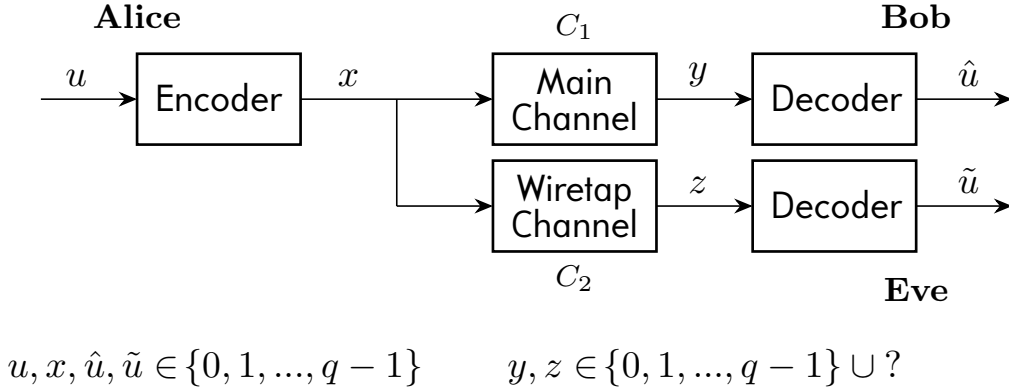 Alice
Bob
C₁
u
Encoder
x
Main
Channel
y
Decoder
û
Wiretap
Channel
z
Decoder
ũ
C₂
Eve
u, x, û, ũ ∈ {0, 1, ..., q − 1}
y, z ∈ {0, 1, ..., q − 1} ∪ ?